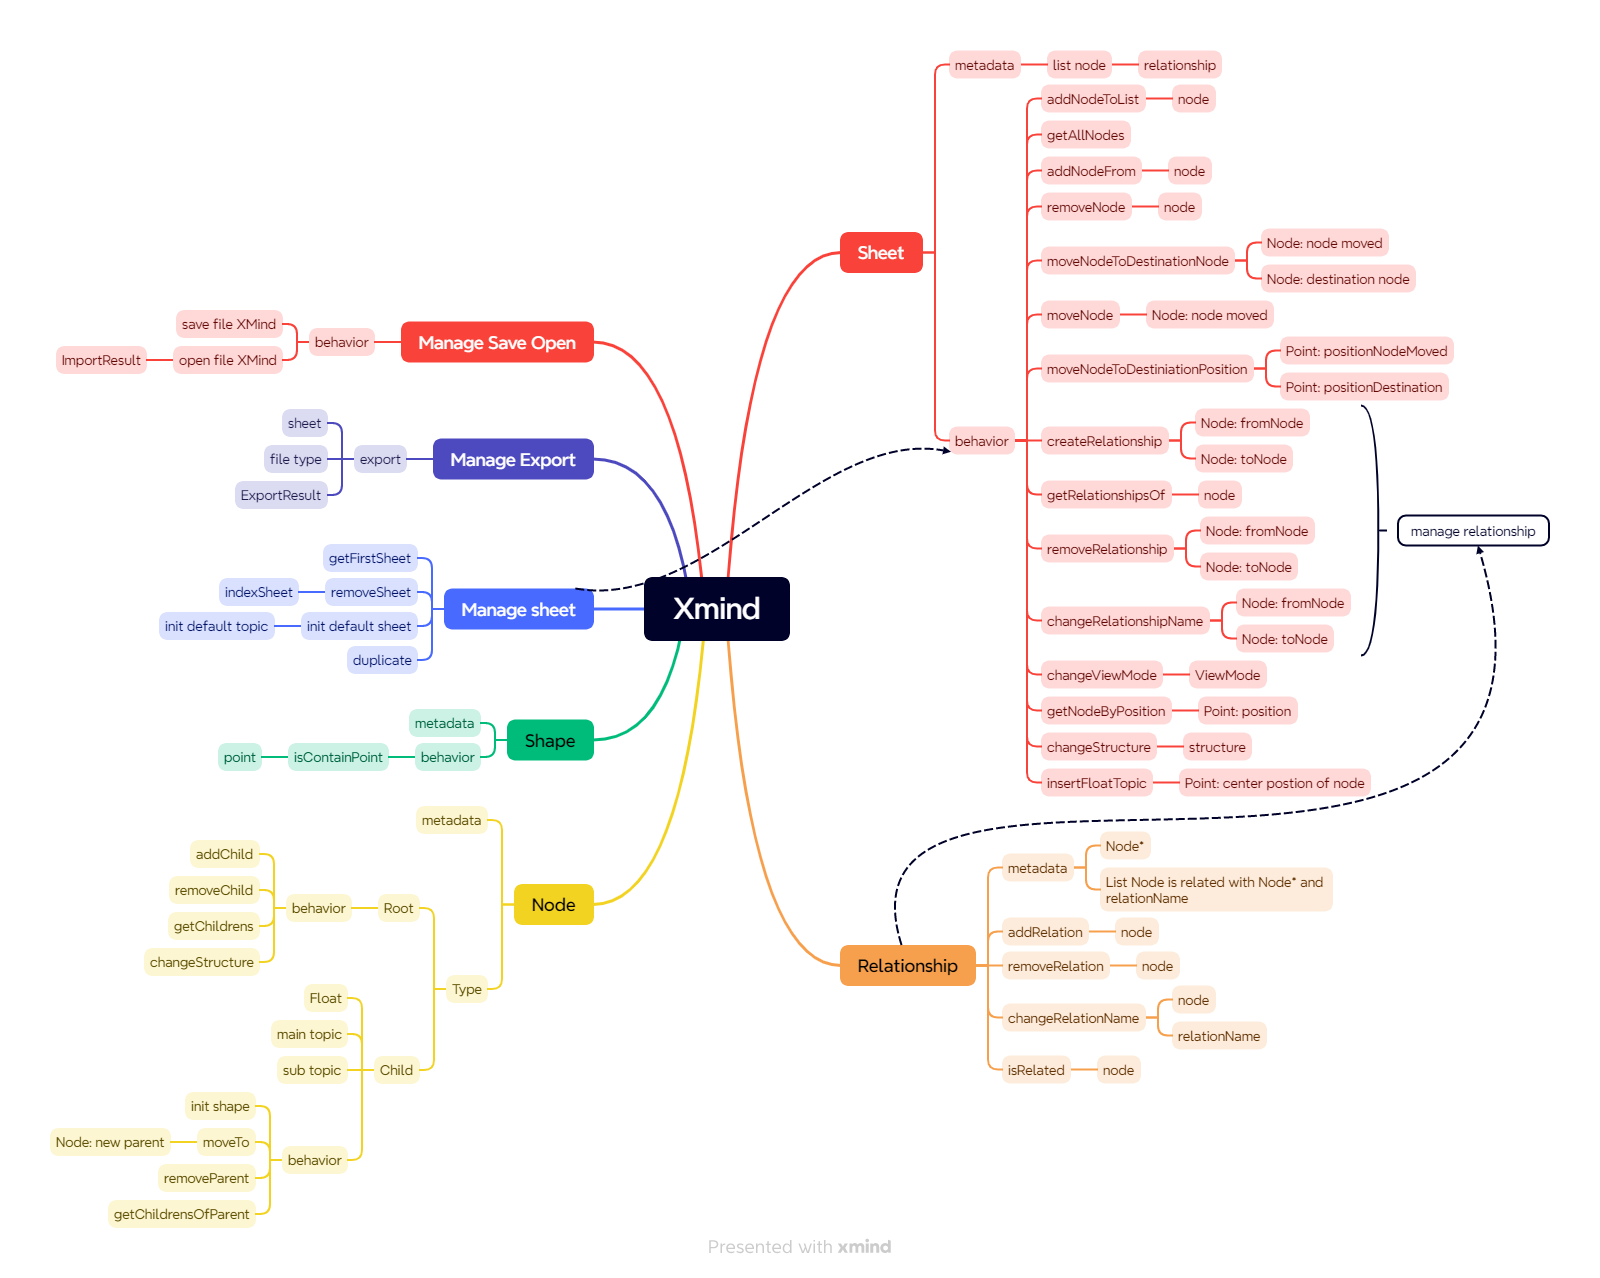 Xmind
Sheet
metadata
list node
relationship
behavior
addNodeToList
node
getAllNodes
addNodeFrom
node
removeNode
node
moveNodeToDestinationNode
Node: node moved
Node: destination node
moveNode
Node: node moved
moveNodeToDestiniationPosition
Point: positionNodeMoved
Point: positionDestination
createRelationship
Node: fromNode
Node: toNode
getRelationshipsOf
node
removeRelationship
Node: fromNode
Node: toNode
changeRelationshipName
Node: fromNode
Node: toNode
manage relationship
changeViewMode
ViewMode
getNodeByPosition
Point: position
changeStructure
structure
insertFloatTopic
Point: center postion of node
Relationship
metadata
Node*
List Node is related with Node* and
relationName
addRelation
node
removeRelation
node
changeRelationName
node
relationName
isRelated
node
Manage Save Open
behavior
save file XMind
open file XMind
ImportResult
Manage Export
export
sheet
file type
ExportResult
Manage sheet
getFirstSheet
removeSheet
indexSheet
init default sheet
init default topic
duplicate
Shape
metadata
behavior
isContainPoint
point
Node
metadata
Type
Root
behavior
addChild
removeChild
getChildrens
changeStructure
Child
Float
main topic
sub topic
behavior
init shape
moveTo
Node: new parent
removeParent
getChildrensOfParent
Presented with xmind